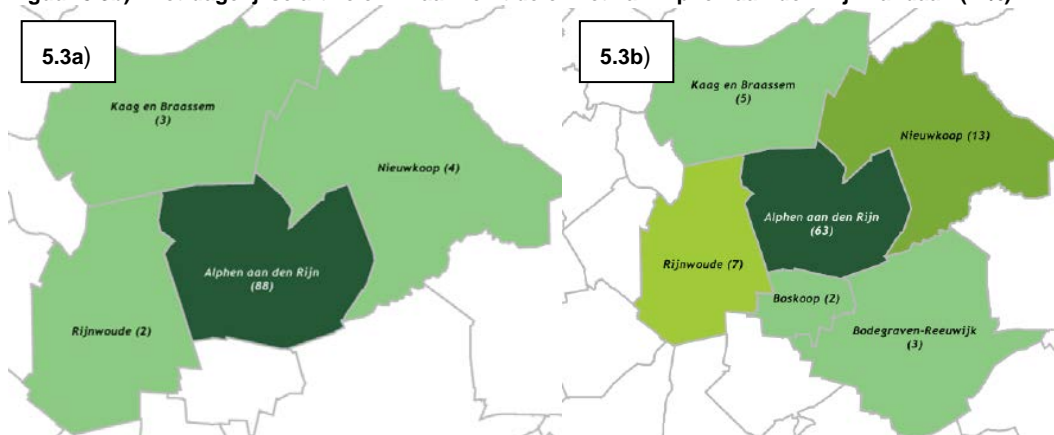 5.3a)
Kaag en Braassem
(3)
Nieuwkoop (4)
Alphen aan den Rijn
(88)
Rijnwoude (2)
5.3b)
Kaag en Braassem
(5)
Nieuwkoop (13)
Alphen aan den Rijn
(63)
Rijnwoude (7)
Boskoop (2)
Bodegraven-Reeuwijk
(3)